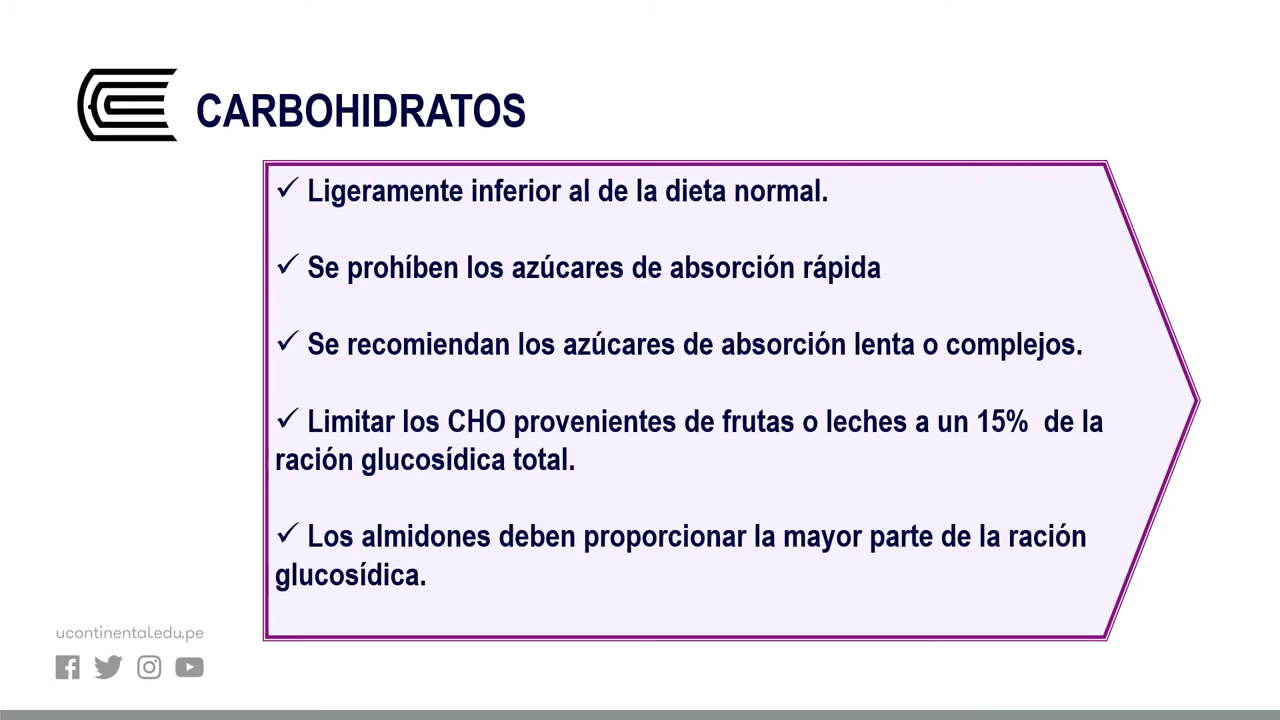 CARBOHIDRATOS
✓ Ligeramente inferior al de la dieta normal.
✓ Se prohíben los azúcares de absorción rápida
✓ Se recomiendan los azúcares de absorción lenta o complejos.
✓ Limitar los CHO provenientes de frutas o leches a un 15%  de la
ración glucosídica total.
✓ Los almidones deben proporcionar la mayor parte de la ración
glucosídica.
ucontinental.edu.pe